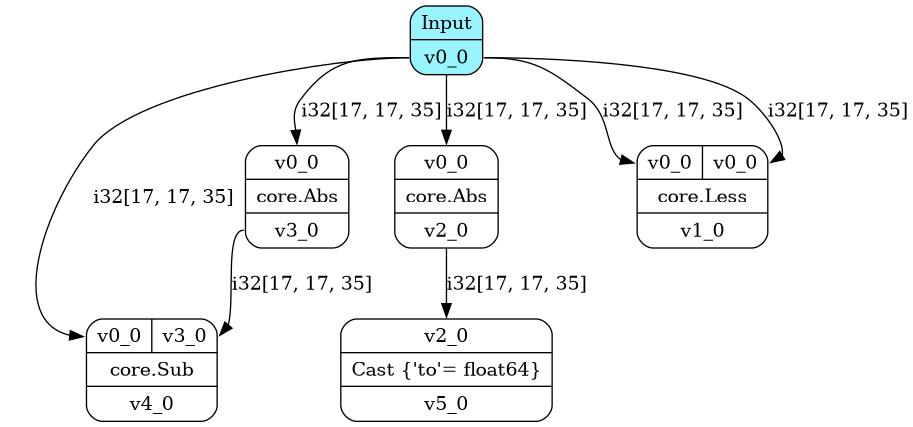 Input
v0_0
i32[17, 17, 35]
i32[17, 17, 35]
i32[17, 17, 35]
i32[17, 17, 35]
v0_0
core.Abs
v3_0
v0_0
core.Abs
v2_0
v0_0 v0_0
core.Less
v1_0
i32[17, 17, 35]
i32[17, 17, 35]
i32[17, 17, 35]
v0_0 v3_0
core.Sub
v4_0
v2_0
Cast {'to'= float64}
v5_0